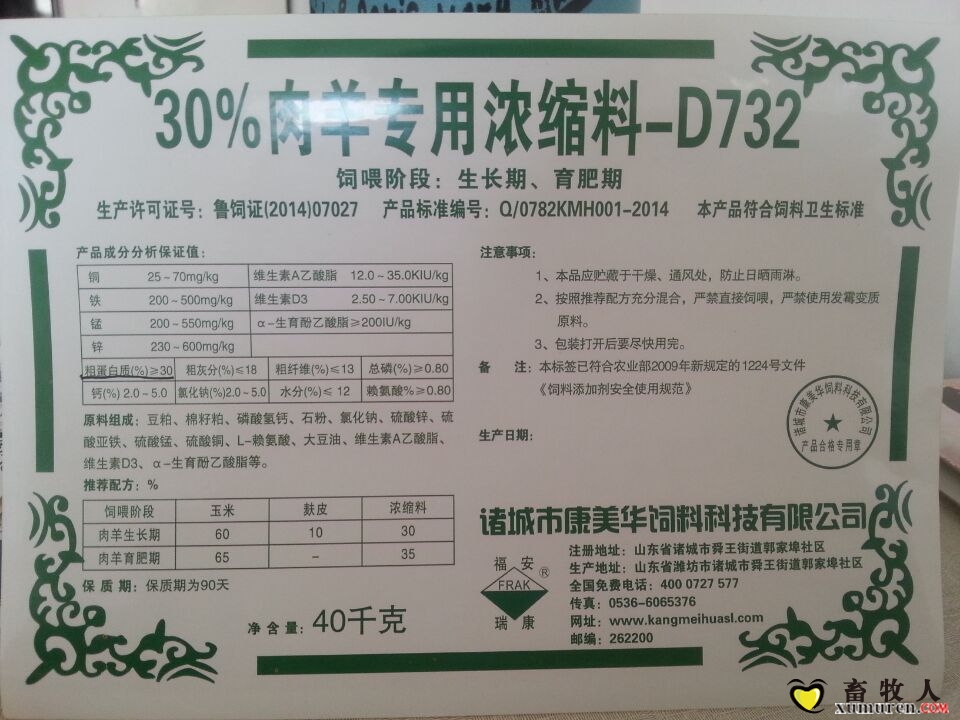 30%肉羊专用浓缩料-D732
饲喂阶段：生长期、育肥期
生产许可证号：鲁饲证(2014)07027 产品标准编号：Q/0782KMH001-2014 本产品符合饲料卫生标准
产品成分分析保证值：
铜 25~70mg/kg 维生素A乙酸脂 12.0~35.0KIU/kg
铁 200~500mg/kg 维生素D3 2.50~7.00KIU/kg
锰 200~550mg/kg α-生育酚乙酸脂≥200IU/kg
锌 230~600mg/kg
粗蛋白质(%)≥30 粗灰分(%)≤18 粗纤维(%)≤13 总磷(%)≥0.80
钙(%) 2.0~5.0 氯化钠(%)2.0~5.0 水分(%)≤12 赖氨酸%≥0.80
原料组成：豆粕、棉籽粕、磷酸氢钙、石粉、氯化钠、硫酸锌、硫
酸亚铁、硫酸锰、硫酸铜、L-赖氨酸、大豆油、维生素A乙酸脂、
维生素D3、α-生育酚乙酸脂等。
推荐配方：%
饲喂阶段 玉米 麸皮 浓缩料
肉羊生长期 60 10 30
肉羊育肥期 65 - 35
保质期：保质期为90天
净含量：40千克
注意事项：
1、本品应贮藏于干燥、通风处，防止日晒雨淋。
2、按照推荐配方充分混合，严禁直接饲喂，严禁使用发霉变质
原料。
3、包装打开后要尽快用完。
备 注：本标签已符合农业部2009年新规定的1224号文件
《饲料添加剂安全使用规范》
生产日期：
诸城市康美华饲料科技有限公司
产品合格专用章
诸城市康美华饲料科技有限公司
福安
FRAK
®
瑞康
注册地址：山东省诸城市舜王街道郭家埠社区
生产地址：山东省潍坊市诸城市舜王街道郭家埠社区
全国免费电话：400 0727 577
传真：0536-6065376
网址：www.kangmeihuasl.com
邮编：262200
畜牧人
xumuren.COM